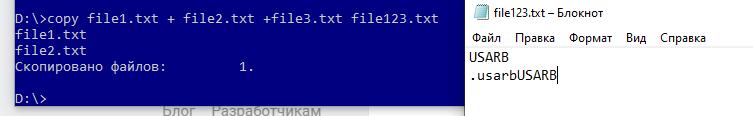 D:\>copy file1.txt + file2.txt +file3.txt file123.txt
file1.txt
file2.txt
Скопировано файлов:         1.
D:\>
Блог Разработчикам
file123.txt – Блокнот
Файл Правка Формат Вид Справка
USARB
.usarbUSARB